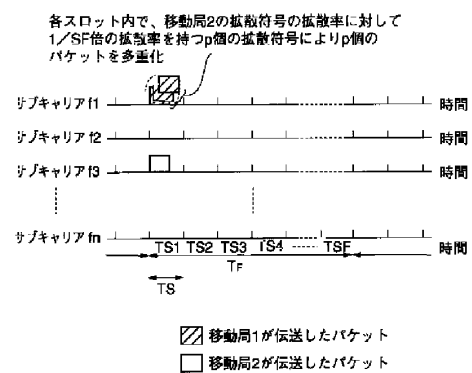 各スロット内で、移動局2の拡散符号の拡散率に対して
1／SF倍の拡散率を持つp個の拡散符号によりp個の
パケットを多重化
サブキャリアf1
時間
サブキャリアf2
時間
サブキャリアf3
時間
サブキャリアfn
TS1 TS2 TS3 TS4 TSF
時間
TF
TS
移動局1が伝送したパケット
移動局2が伝送したパケット